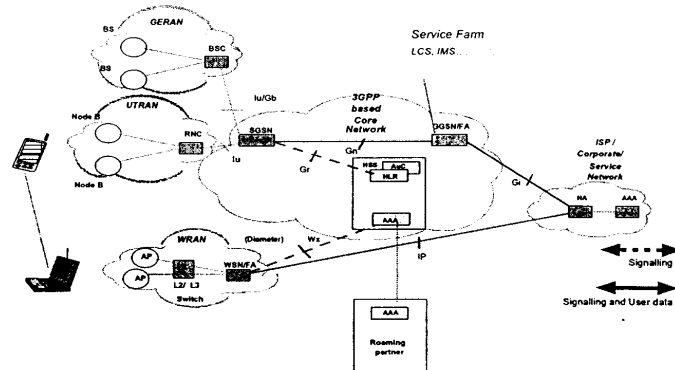 GERAN
BS
BSC
BS
Service Farm
LCS, IMS....
Iu/Gb
UTRAN
Node B
RNC
Node B
Iu
3GPP
based
Core
Network
SGSN
GGSN/FA
Gn
Gr
HSS
AuC
HLR
AAA
Gi
ISP /
Corporate/
Service
Network
HA
AAA
WRAN
(Diameter)
Wx
AP
AP
WSN/FA
L2/ L3
Switch
IP
Signalling
Signalling and User data
AAA
Roaming
partner